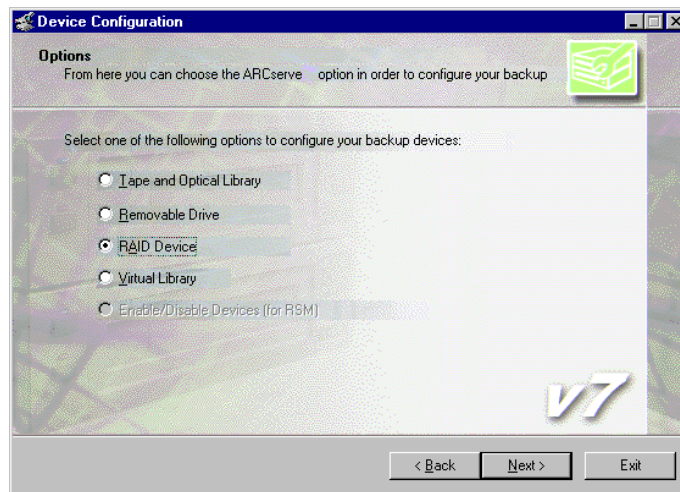 Device Configuration
Options
From here you can choose the ARCserve option in order to configure your backup
Select one of the following options to configure your backup devices:
Tape and Optical Library
Removable Drive
RAID Device
Virtual Library
Enable/Disable Devices (for RSM)
v7
< Back Next > Exit